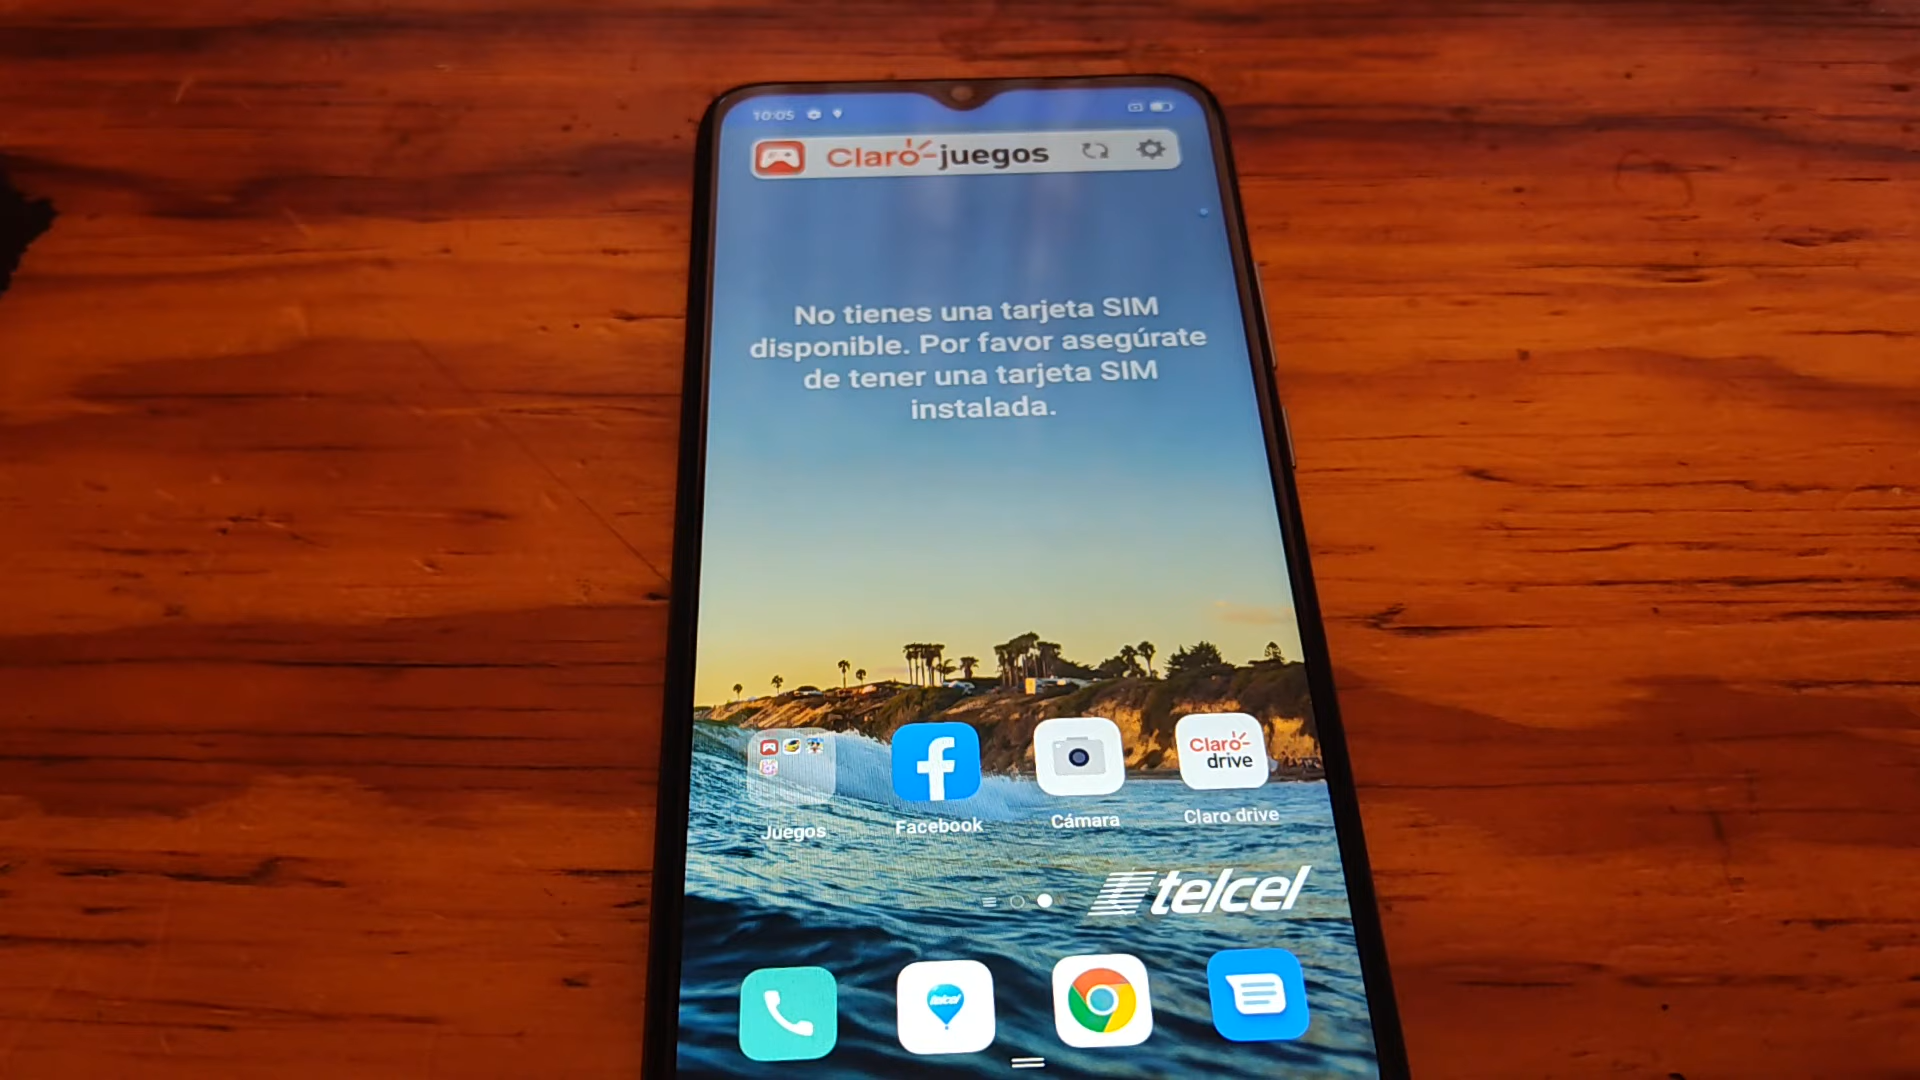 10:05
Claro-juegos
No tienes una tarjeta SIM
disponible. Por favor asegúrate
de tener una tarjeta SIM
instalada.
Claro-
drive
Juegos
Facebook
Cámara
Claro drive
telcel
telcel